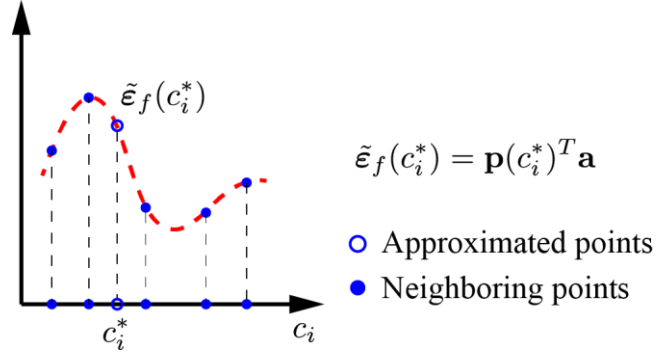 ε̃_f(c_i^*)
ε̃_f(c_i^*) = p(c_i^*)^T a
Approximated points
Neighboring points
c_i^*
c_i